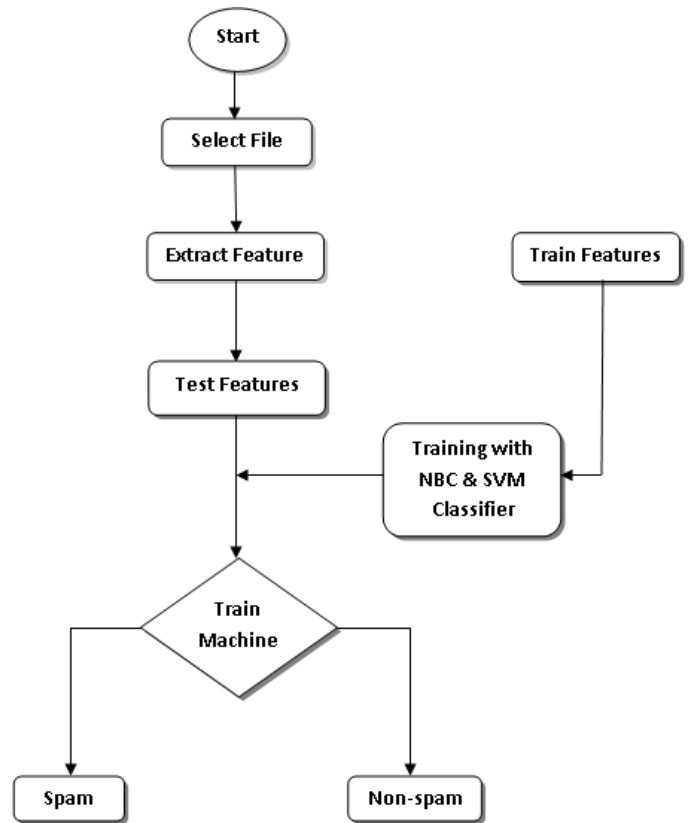 Start
Select File
Extract Feature
Train Features
Test Features
Training with
NBC & SVM
Classifier
Train
Machine
Spam
Non-spam